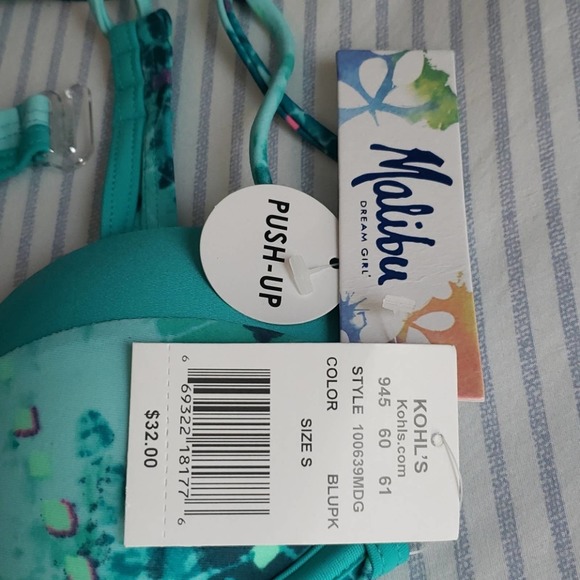 Malibu
DREAM GIRL
PUSH-UP
KOHL'S
Kohls.com
945 60 61
STYLE 100639MDG
COLOR BLUPK
SIZE S
6 69322 18177 6
$32.00